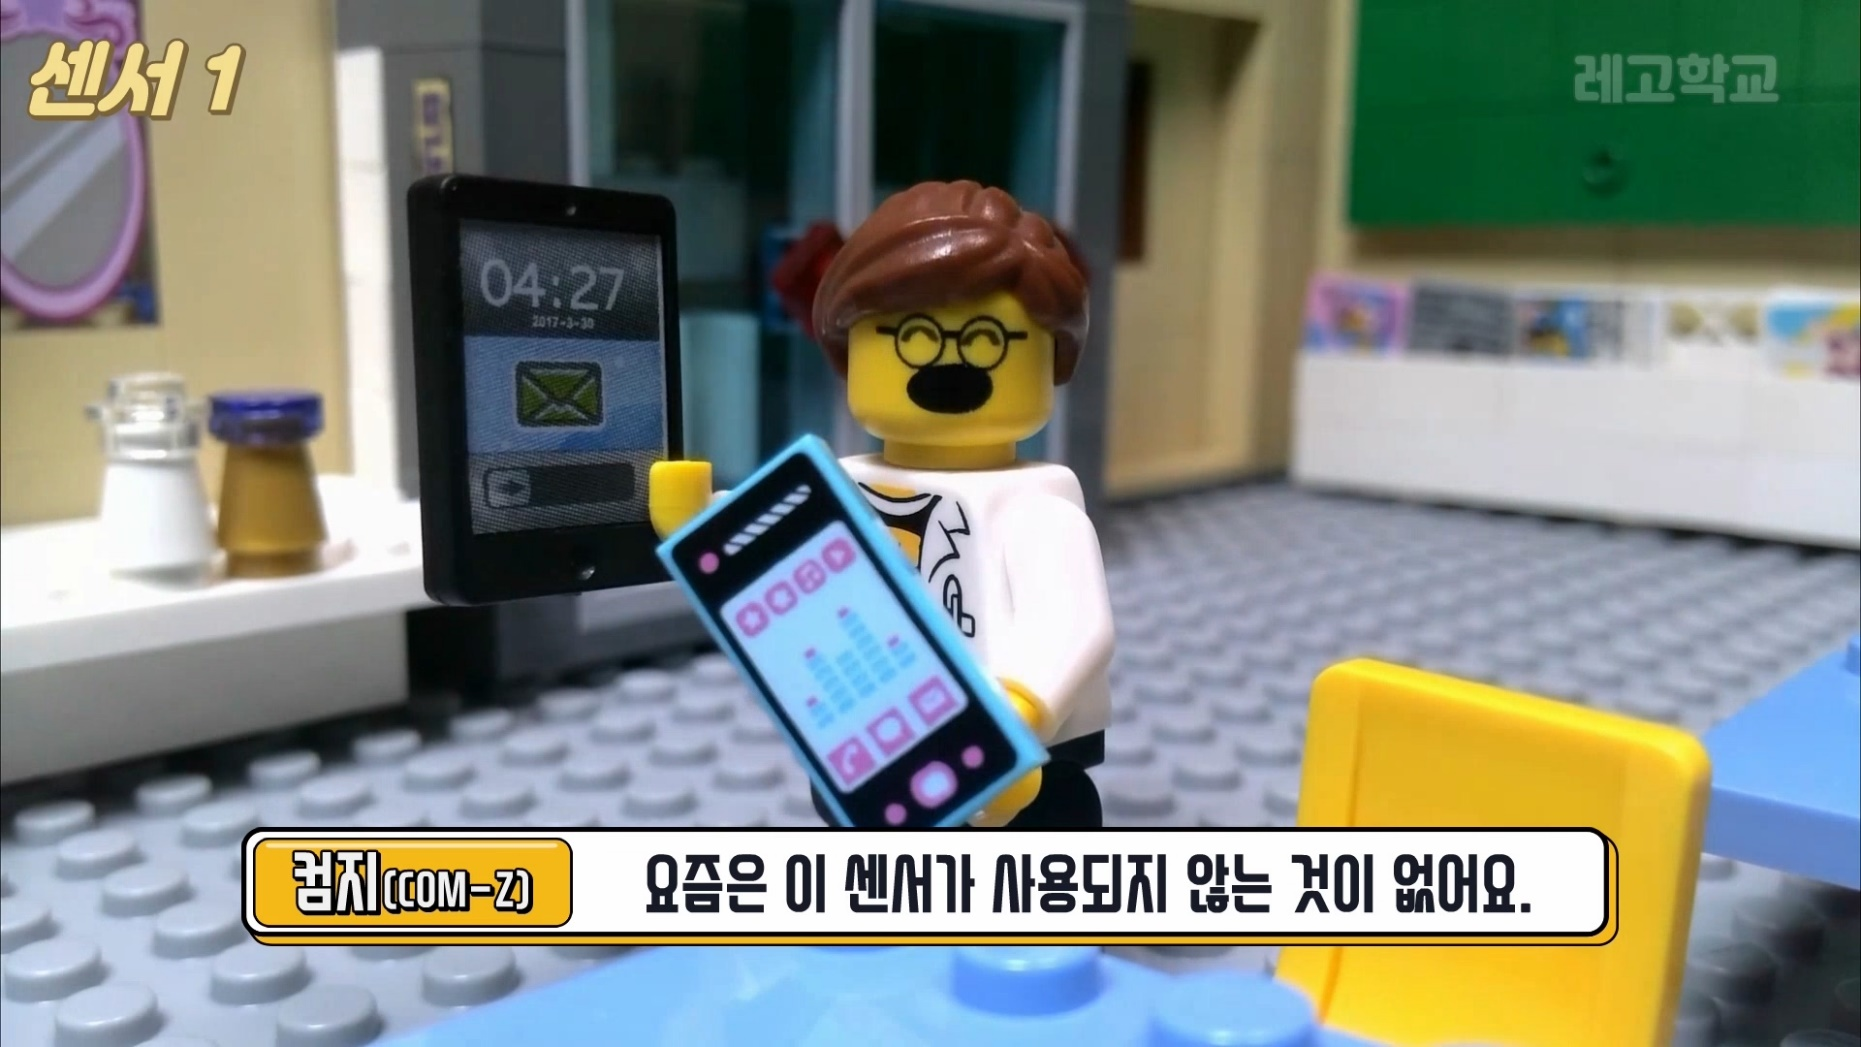 센서 1
레고학교
04:27
2017-3-30
컴지(COM-Z)
요즘은 이 센서가 사용되지 않는 것이 없어요.